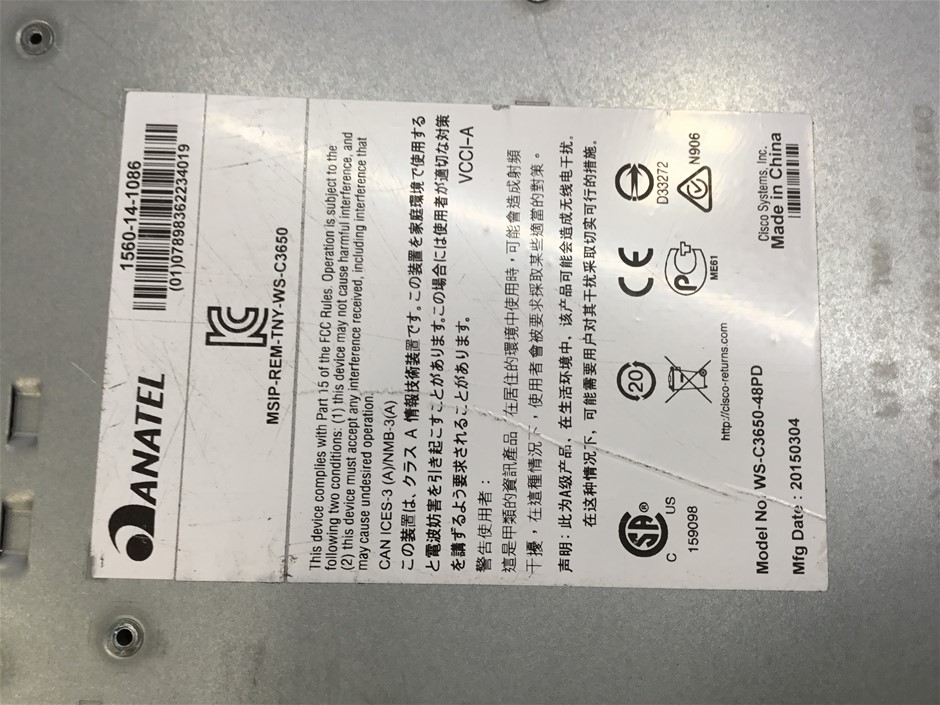 ANATEL
1560-14-1086
(01)07898362234019
MSIP-REM-TNY-WS-C3650
This device complies with Part 15 of the FCC Rules. Operation is subject to the
following two conditions: (1) this device may not cause harmful interference, and
(2) this device must accept any interference received, including interference that
may cause undesired operation.
CAN ICES-3 (A)/NMB-3(A)
この装置は、クラス A 情報技術装置です。この装置を家庭環境で使用する
と電波妨害を引き起こすことがあります。この場合には使用者が適切な対策
を講ずるよう要求されることがあります。 VCCI-A
警告使用者：
這是甲類的資訊產品，在居住的環境中使用時，可能會造成射頻
干擾，在這種情況下，使用者會被要求採取某些適當的對策。
声明：此为A级产品，在生活环境中，该产品可能会造成无线电干扰。
在这种情况下，可能需要用户对其干扰采取切实可行的措施。
SA ®
C US
159098
20
CE
D33272
N906
PG
ME61
http://cisco-returns.com
Cisco Systems, Inc.
Model No. WS-C3650-48PD
Made in China
Mfg Date : 20150304